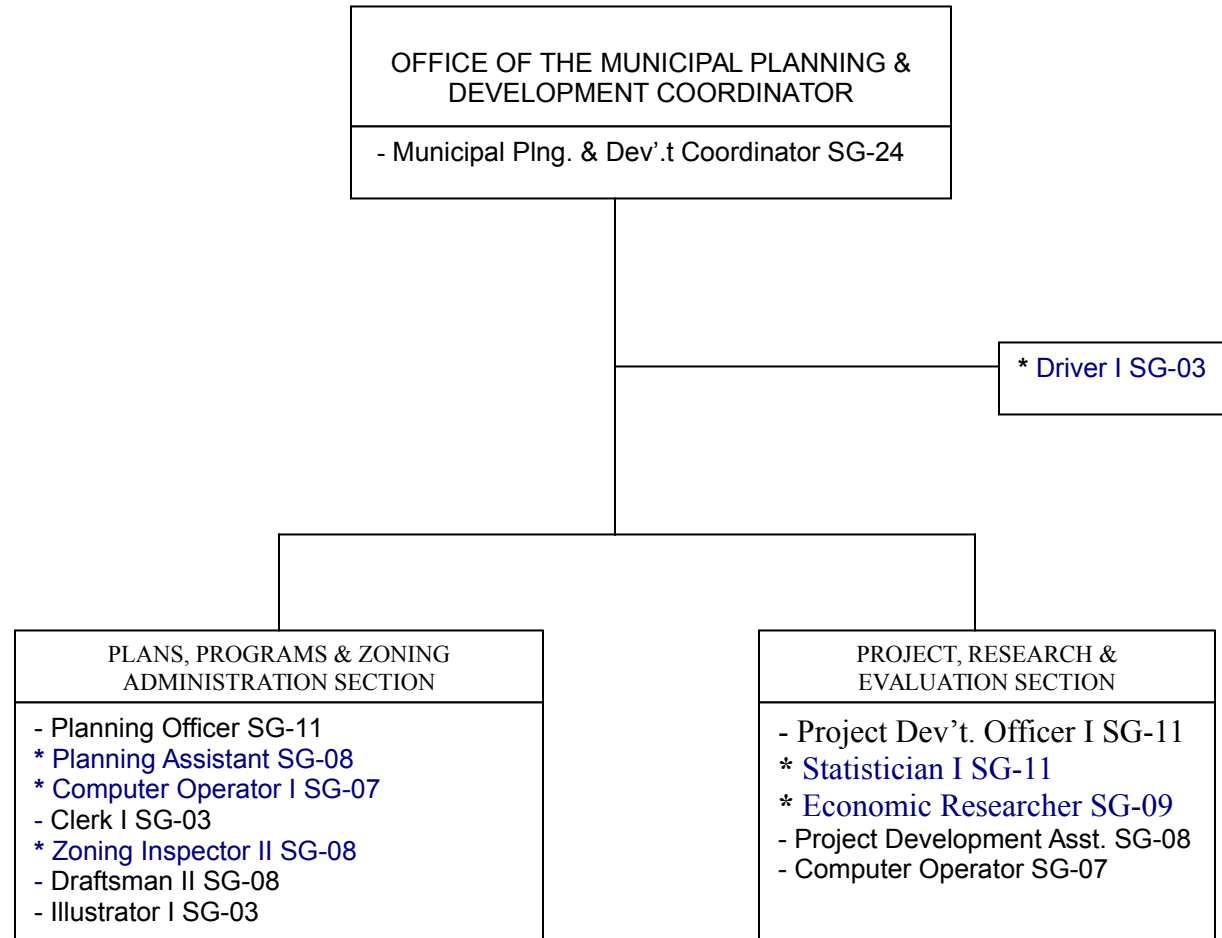 OFFICE OF THE MUNICIPAL PLANNING &
DEVELOPMENT COORDINATOR
- Municipal Plng. & Dev'.t Coordinator SG-24
* Driver I SG-03
PLANS, PROGRAMS & ZONING
ADMINISTRATION SECTION
- Planning Officer SG-11
* Planning Assistant SG-08
* Computer Operator I SG-07
- Clerk I SG-03
* Zoning Inspector II SG-08
- Draftsman II SG-08
- Illustrator I SG-03
PROJECT, RESEARCH &
EVALUATION SECTION
- Project Dev't. Officer I SG-11
* Statistician I SG-11
* Economic Researcher SG-09
- Project Development Asst. SG-08
- Computer Operator SG-07